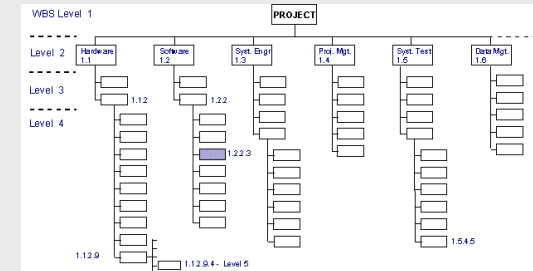 WBS Level 1
PROJECT
Level 2
Hardware
1.1
Software
1.2
Syst. Engr
1.3
Proj. Mgt.
1.4
Syst. Test
1.5
Data Mgt.
1.6
Level 3
1.1.2
1.2.2
Level 4
1.2.2.3
1.5.4.5
1.1.2.9
1.1.2.9.4 - Level 5